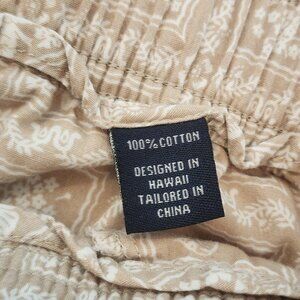 100% COTTON
DESIGNED IN
HAWAII
TAILORED IN
CHINA